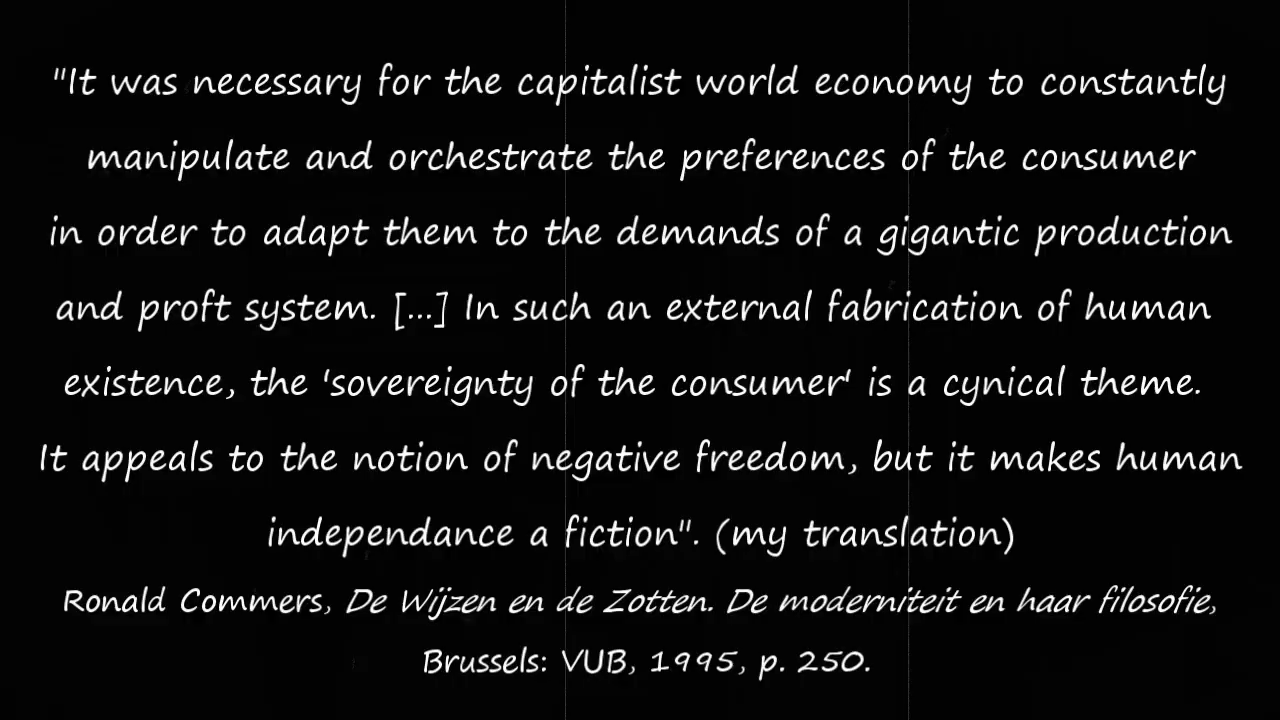 "It was necessary for the capitalist world economy to constantly
manipulate and orchestrate the preferences of the consumer
in order to adapt them to the demands of a gigantic production
and proft system. [...] In such an external fabrication of human
existence, the 'sovereignty of the consumer' is a cynical theme.
It appeals to the notion of negative freedom, but it makes human
independance a fiction". (my translation)
Ronald Commers, De Wijzen en de Zotten. De moderniteit en haar filosofie,
Brussels: VUB, 1995, p. 250.